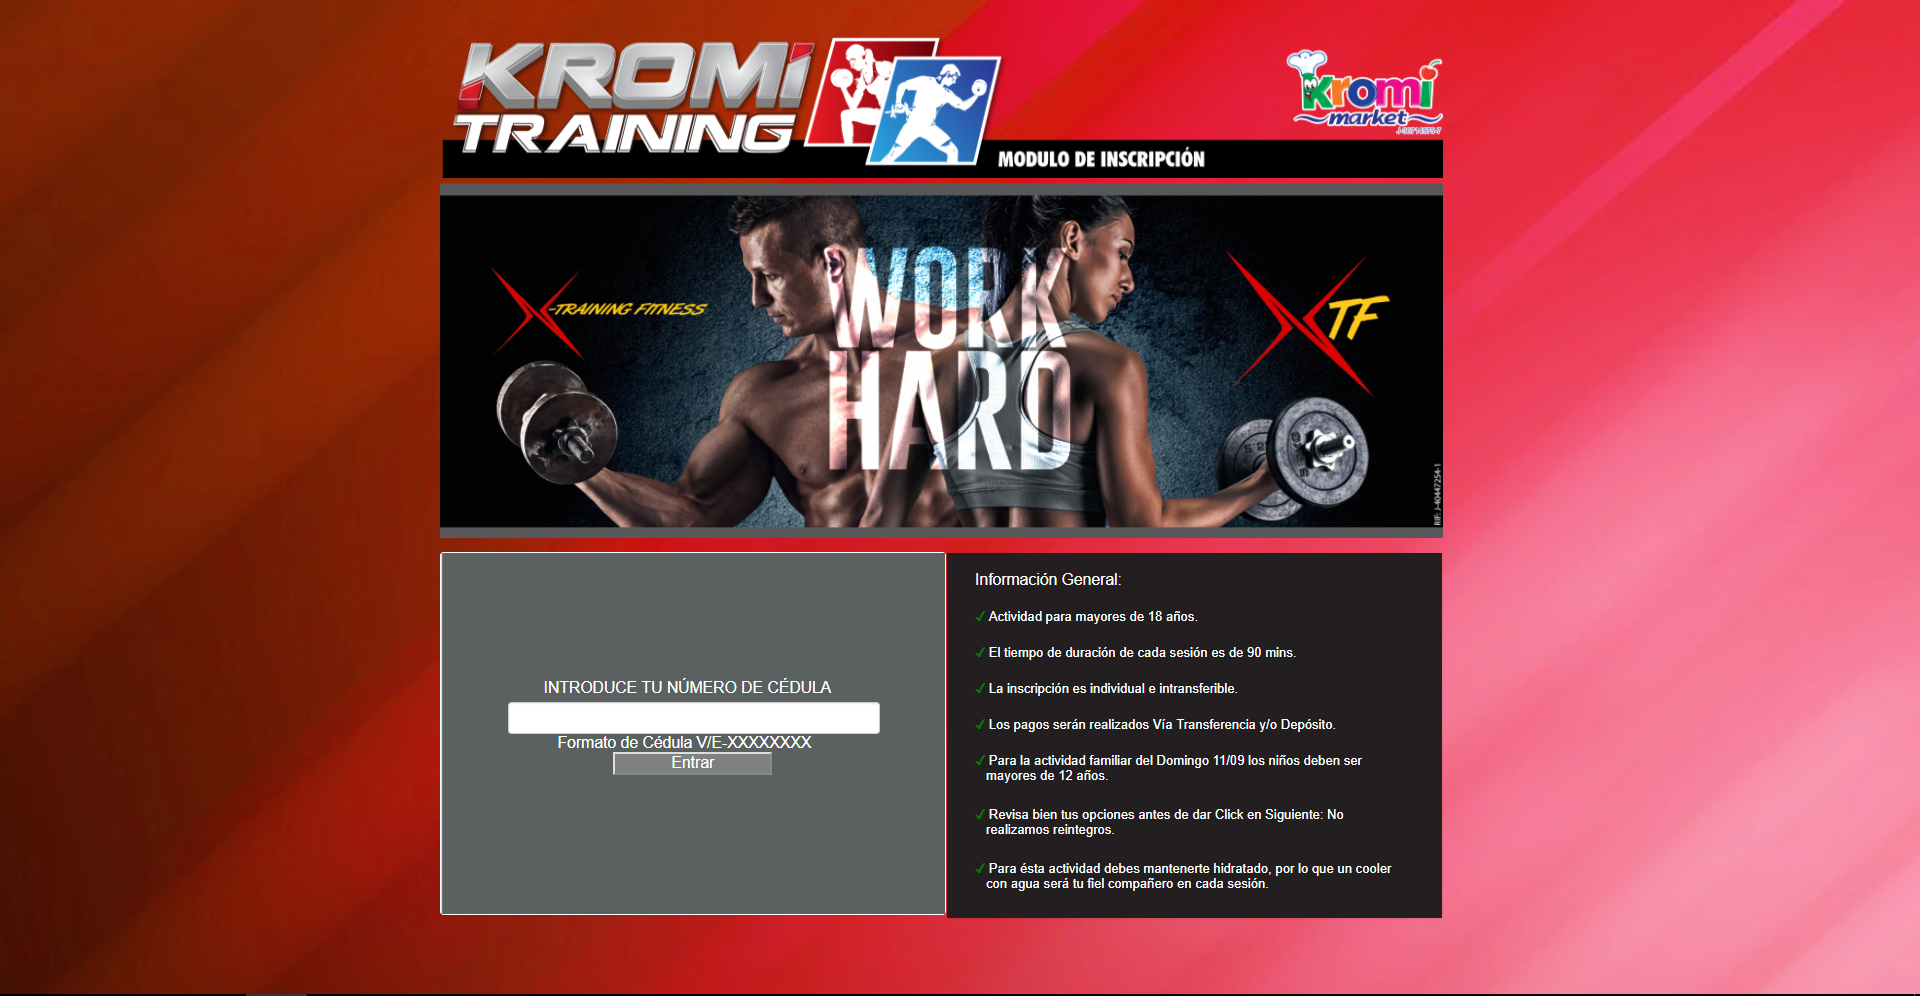 KROMi
TRAINING
kromi
market
J-30714575-7
MODULO DE INSCRIPCIÓN
WORK
HARD
X-TRAINING FITNESS
XTF
RIF: J-40447254-1
INTRODUCE TU NÚMERO DE CÉDULA
Formato de Cédula V/E-XXXXXXXX
Entrar
Información General:
✓ Actividad para mayores de 18 años.
✓ El tiempo de duración de cada sesión es de 90 mins.
✓ La inscripción es individual e intransferible.
✓ Los pagos serán realizados Vía Transferencia y/o Depósito.
✓ Para la actividad familiar del Domingo 11/09 los niños deben ser
mayores de 12 años.
✓ Revisa bien tus opciones antes de dar Click en Siguiente: No
realizamos reintegros.
✓ Para ésta actividad debes mantenerte hidratado, por lo que un cooler
con agua será tu fiel compañero en cada sesión.